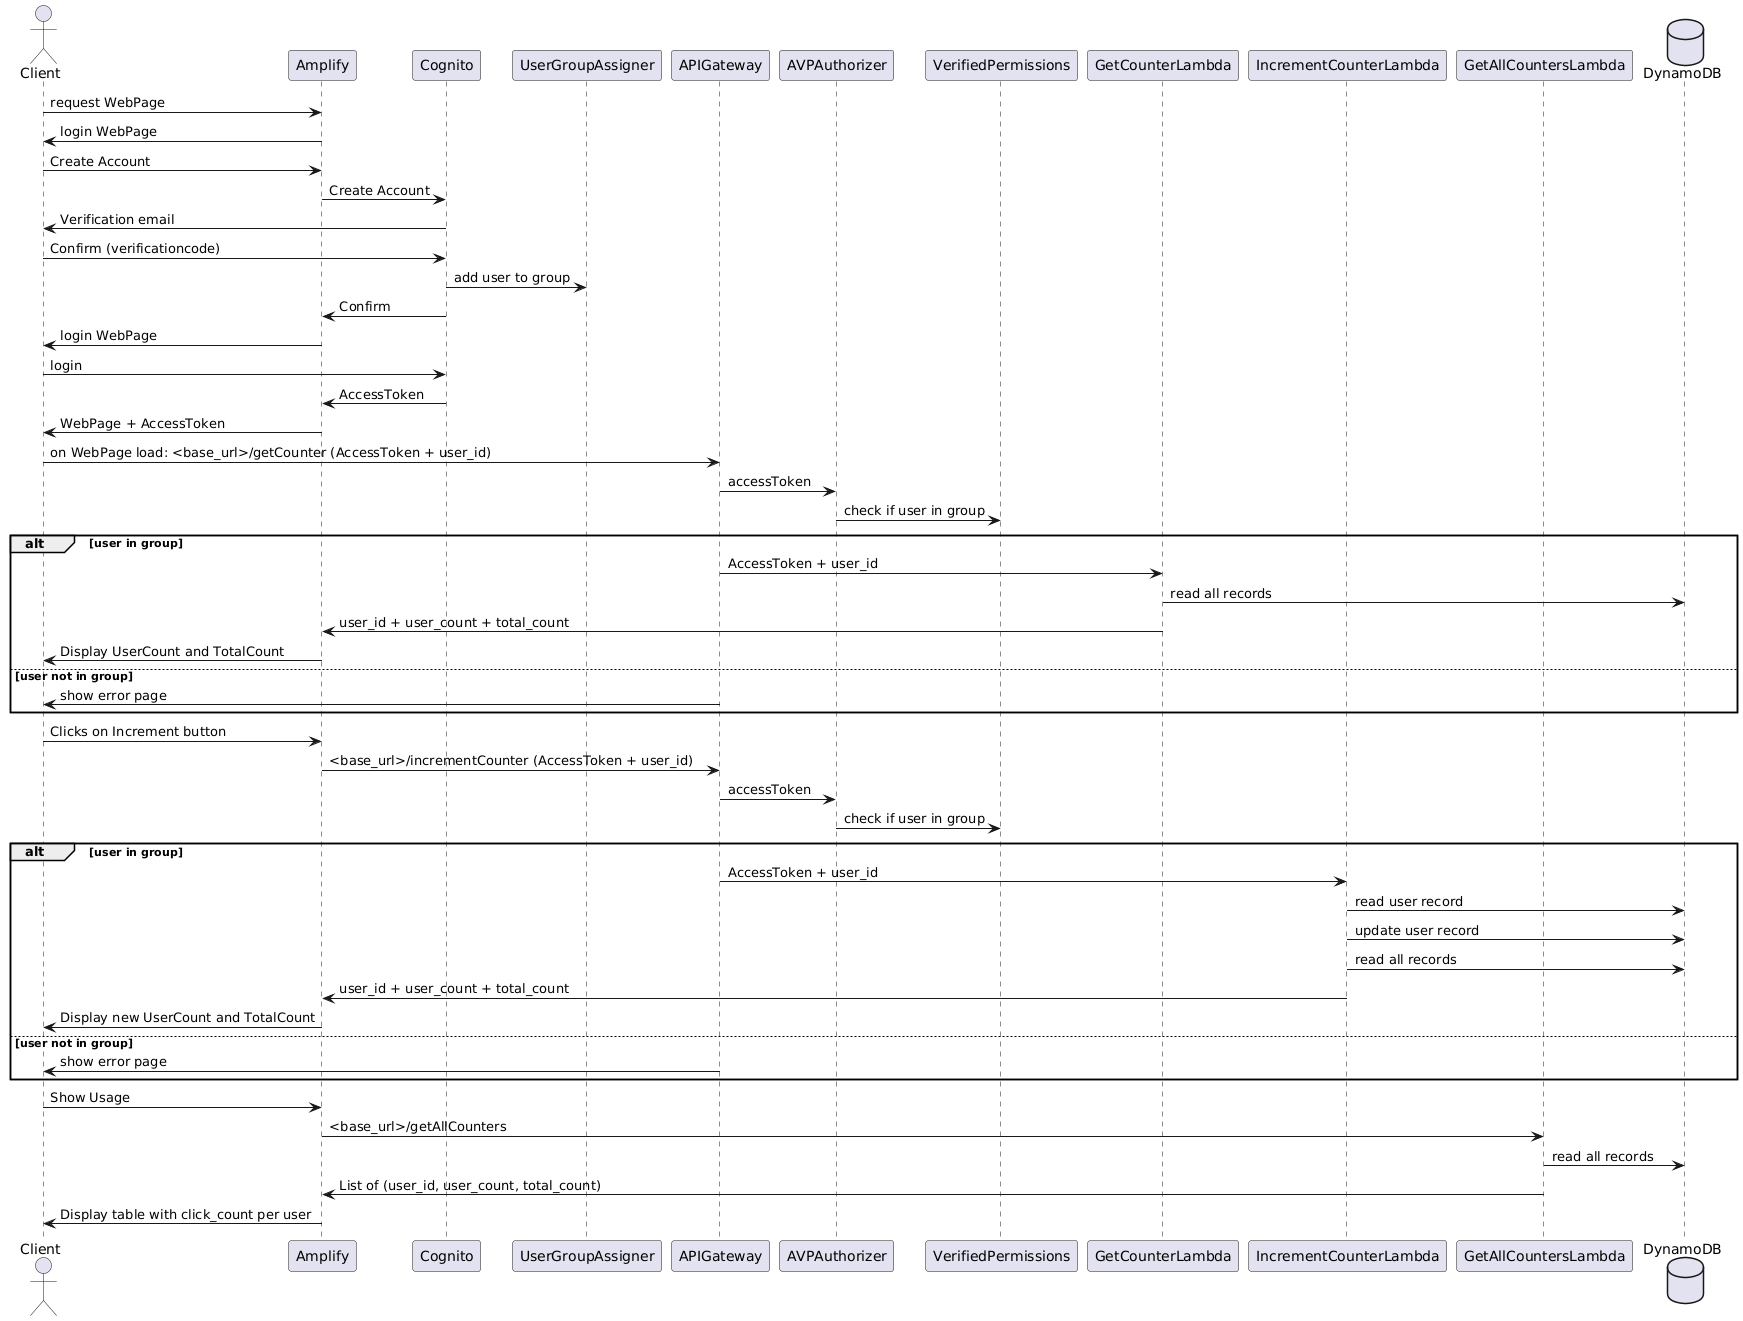 Client
Amplify
Cognito
UserGroupAssigner
APIGateway
AVPAuthorizer
VerifiedPermissions
GetCounterLambda
IncrementCounterLambda
GetAllCountersLambda
DynamoDB
request WebPage
login WebPage
Create Account
Create Account
Verification email
Confirm (verificationcode)
add user to group
Confirm
login WebPage
login
AccessToken
WebPage + AccessToken
on WebPage load: <base_url>/getCounter (AccessToken + user_id)
accessToken
check if user in group
alt [user in group]
AccessToken + user_id
read all records
user_id + user_count + total_count
Display UserCount and TotalCount
[user not in group]
show error page
Clicks on Increment button
<base_url>/incrementCounter (AccessToken + user_id)
accessToken
check if user in group
alt [user in group]
AccessToken + user_id
read user record
update user record
read all records
user_id + user_count + total_count
Display new UserCount and TotalCount
[user not in group]
show error page
Show Usage
<base_url>/getAllCounters
read all records
List of (user_id, user_count, total_count)
Display table with click_count per user
Client
Amplify
Cognito
UserGroupAssigner
APIGateway
AVPAuthorizer
VerifiedPermissions
GetCounterLambda
IncrementCounterLambda
GetAllCountersLambda
DynamoDB